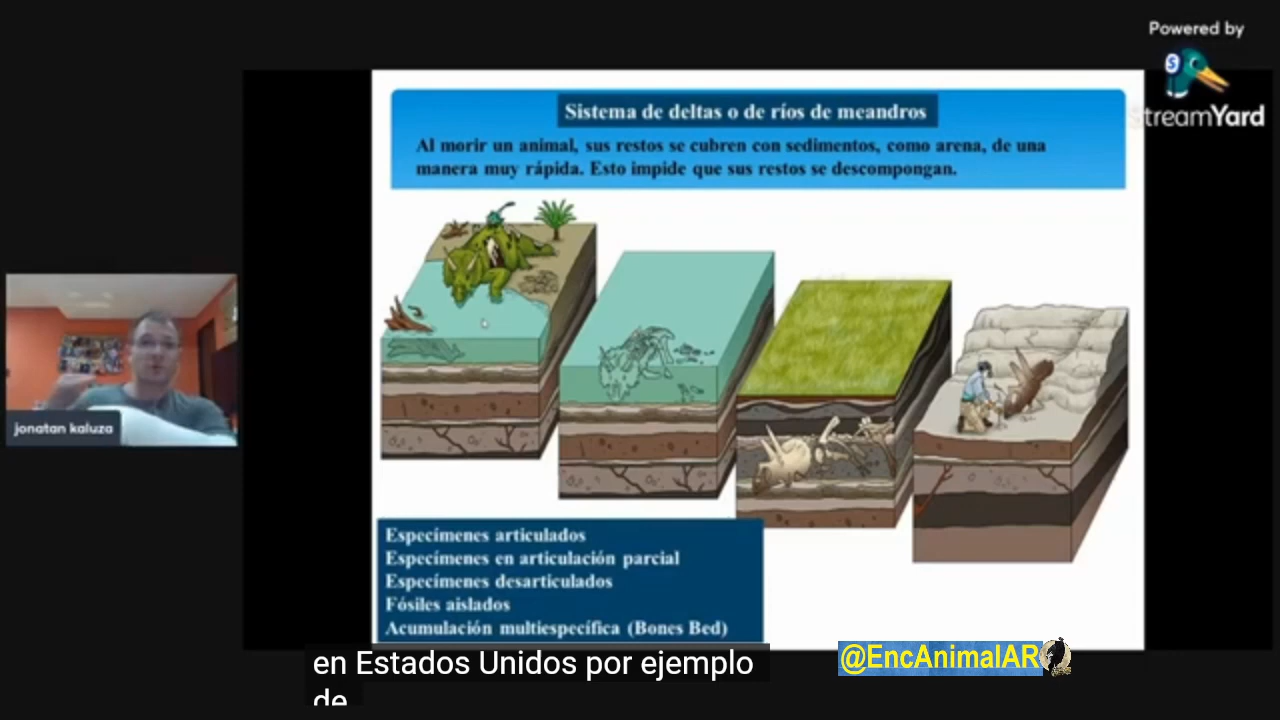 Powered by
StreamYard
Sistema de deltas o de ríos de meandros
Al morir un animal, sus restos se cubren con sedimentos, como arena, de una
manera muy rápida. Esto impide que sus restos se descompongan.
jonatan kaluza
Especímenes articulados
Especímenes en articulación parcial
Especímenes desarticulados
Fósiles aislados
Acumulación multiespecífica (Bones Bed)
en Estados Unidos por ejemplo
de
@EncAnimalAR